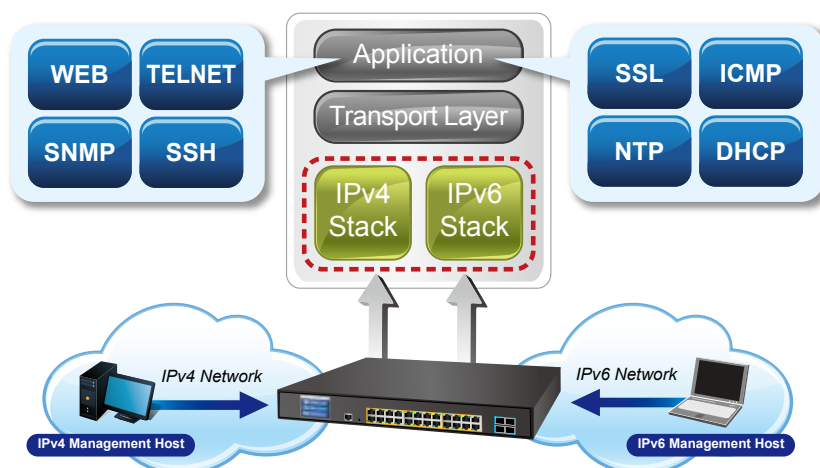 WEB
TELNET
SNMP
SSH
Application
Transport Layer
IPv4
Stack
IPv6
Stack
SSL
ICMP
NTP
DHCP
IPv4 Network
IPv4 Management Host
IPv6 Network
IPv6 Management Host